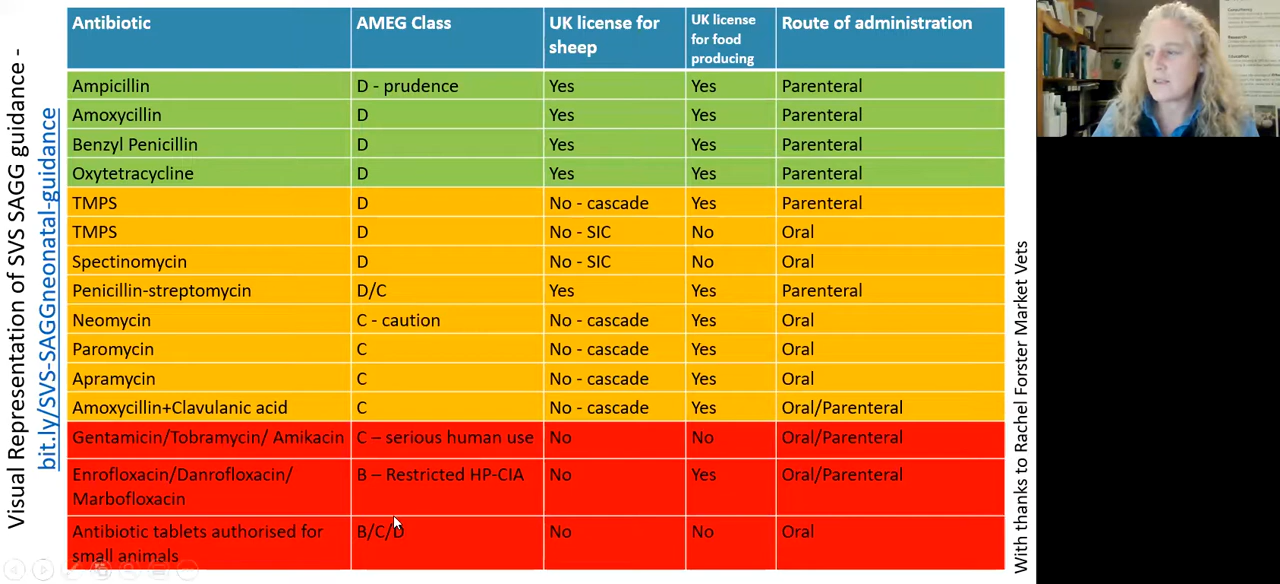 Visual Representation of SVS SAGG guidance -
bit.ly/SVS-SAGGneonatal-guidance
Antibiotic AMEG Class UK license for sheep UK license for food producing Route of administration
Ampicillin D - prudence Yes Yes Parenteral
Amoxycillin D Yes Yes Parenteral
Benzyl Penicillin D Yes Yes Parenteral
Oxytetracycline D Yes Yes Parenteral
TMPS D No - cascade Yes Parenteral
TMPS D No - SIC No Oral
Spectinomycin D No - SIC No Oral
Penicillin-streptomycin D/C Yes Yes Parenteral
Neomycin C - caution No - cascade Yes Oral
Paromycin C No - cascade Yes Oral
Apramycin C No - cascade Yes Oral
Amoxycillin+Clavulanic acid C No - cascade Yes Oral/Parenteral
Gentamicin/Tobramycin/ Amikacin C – serious human use No No Oral/Parenteral
Enrofloxacin/Danrofloxacin/ B – Restricted HP-CIA No Yes Oral/Parenteral
Marbofloxacin
Antibiotic tablets authorised for B/C/D No No Oral
small animals
With thanks to Rachel Forster Market Vets